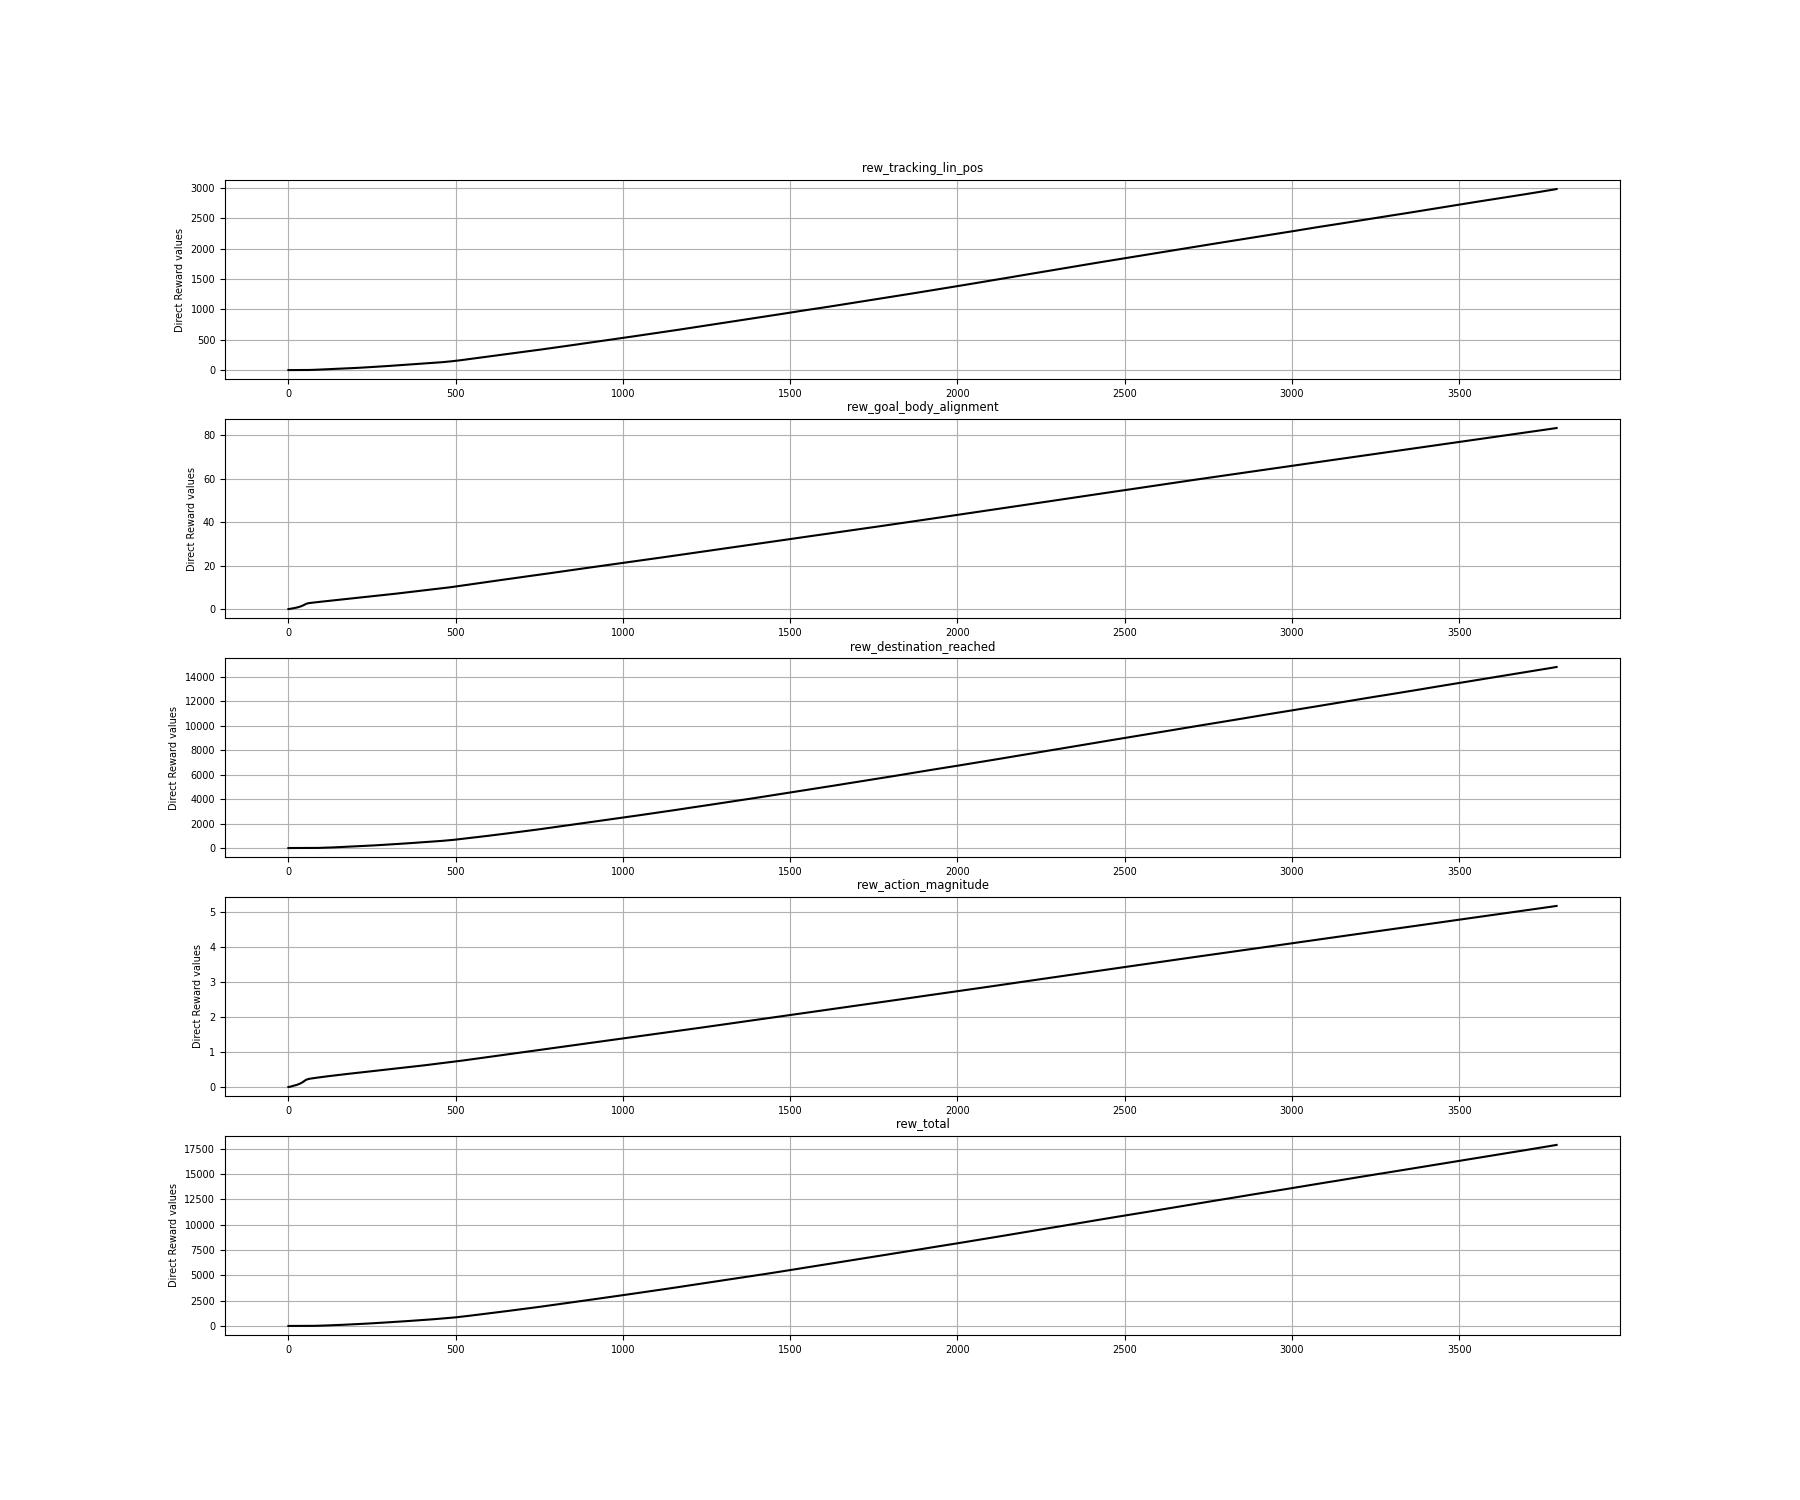 rew_tracking_lin_pos
Direct Reward values
3000
2500
2000
1500
1000
500
0
0 500 1000 1500 2000 2500 3000 3500
rew_goal_body_alignment
Direct Reward values
80
60
40
20
0
0 500 1000 1500 2000 2500 3000 3500
rew_destination_reached
Direct Reward values
14000
12000
10000
8000
6000
4000
2000
0
0 500 1000 1500 2000 2500 3000 3500
rew_action_magnitude
Direct Reward values
5
4
3
2
1
0
0 500 1000 1500 2000 2500 3000 3500
rew_total
Direct Reward values
17500
15000
12500
10000
7500
5000
2500
0
0 500 1000 1500 2000 2500 3000 3500